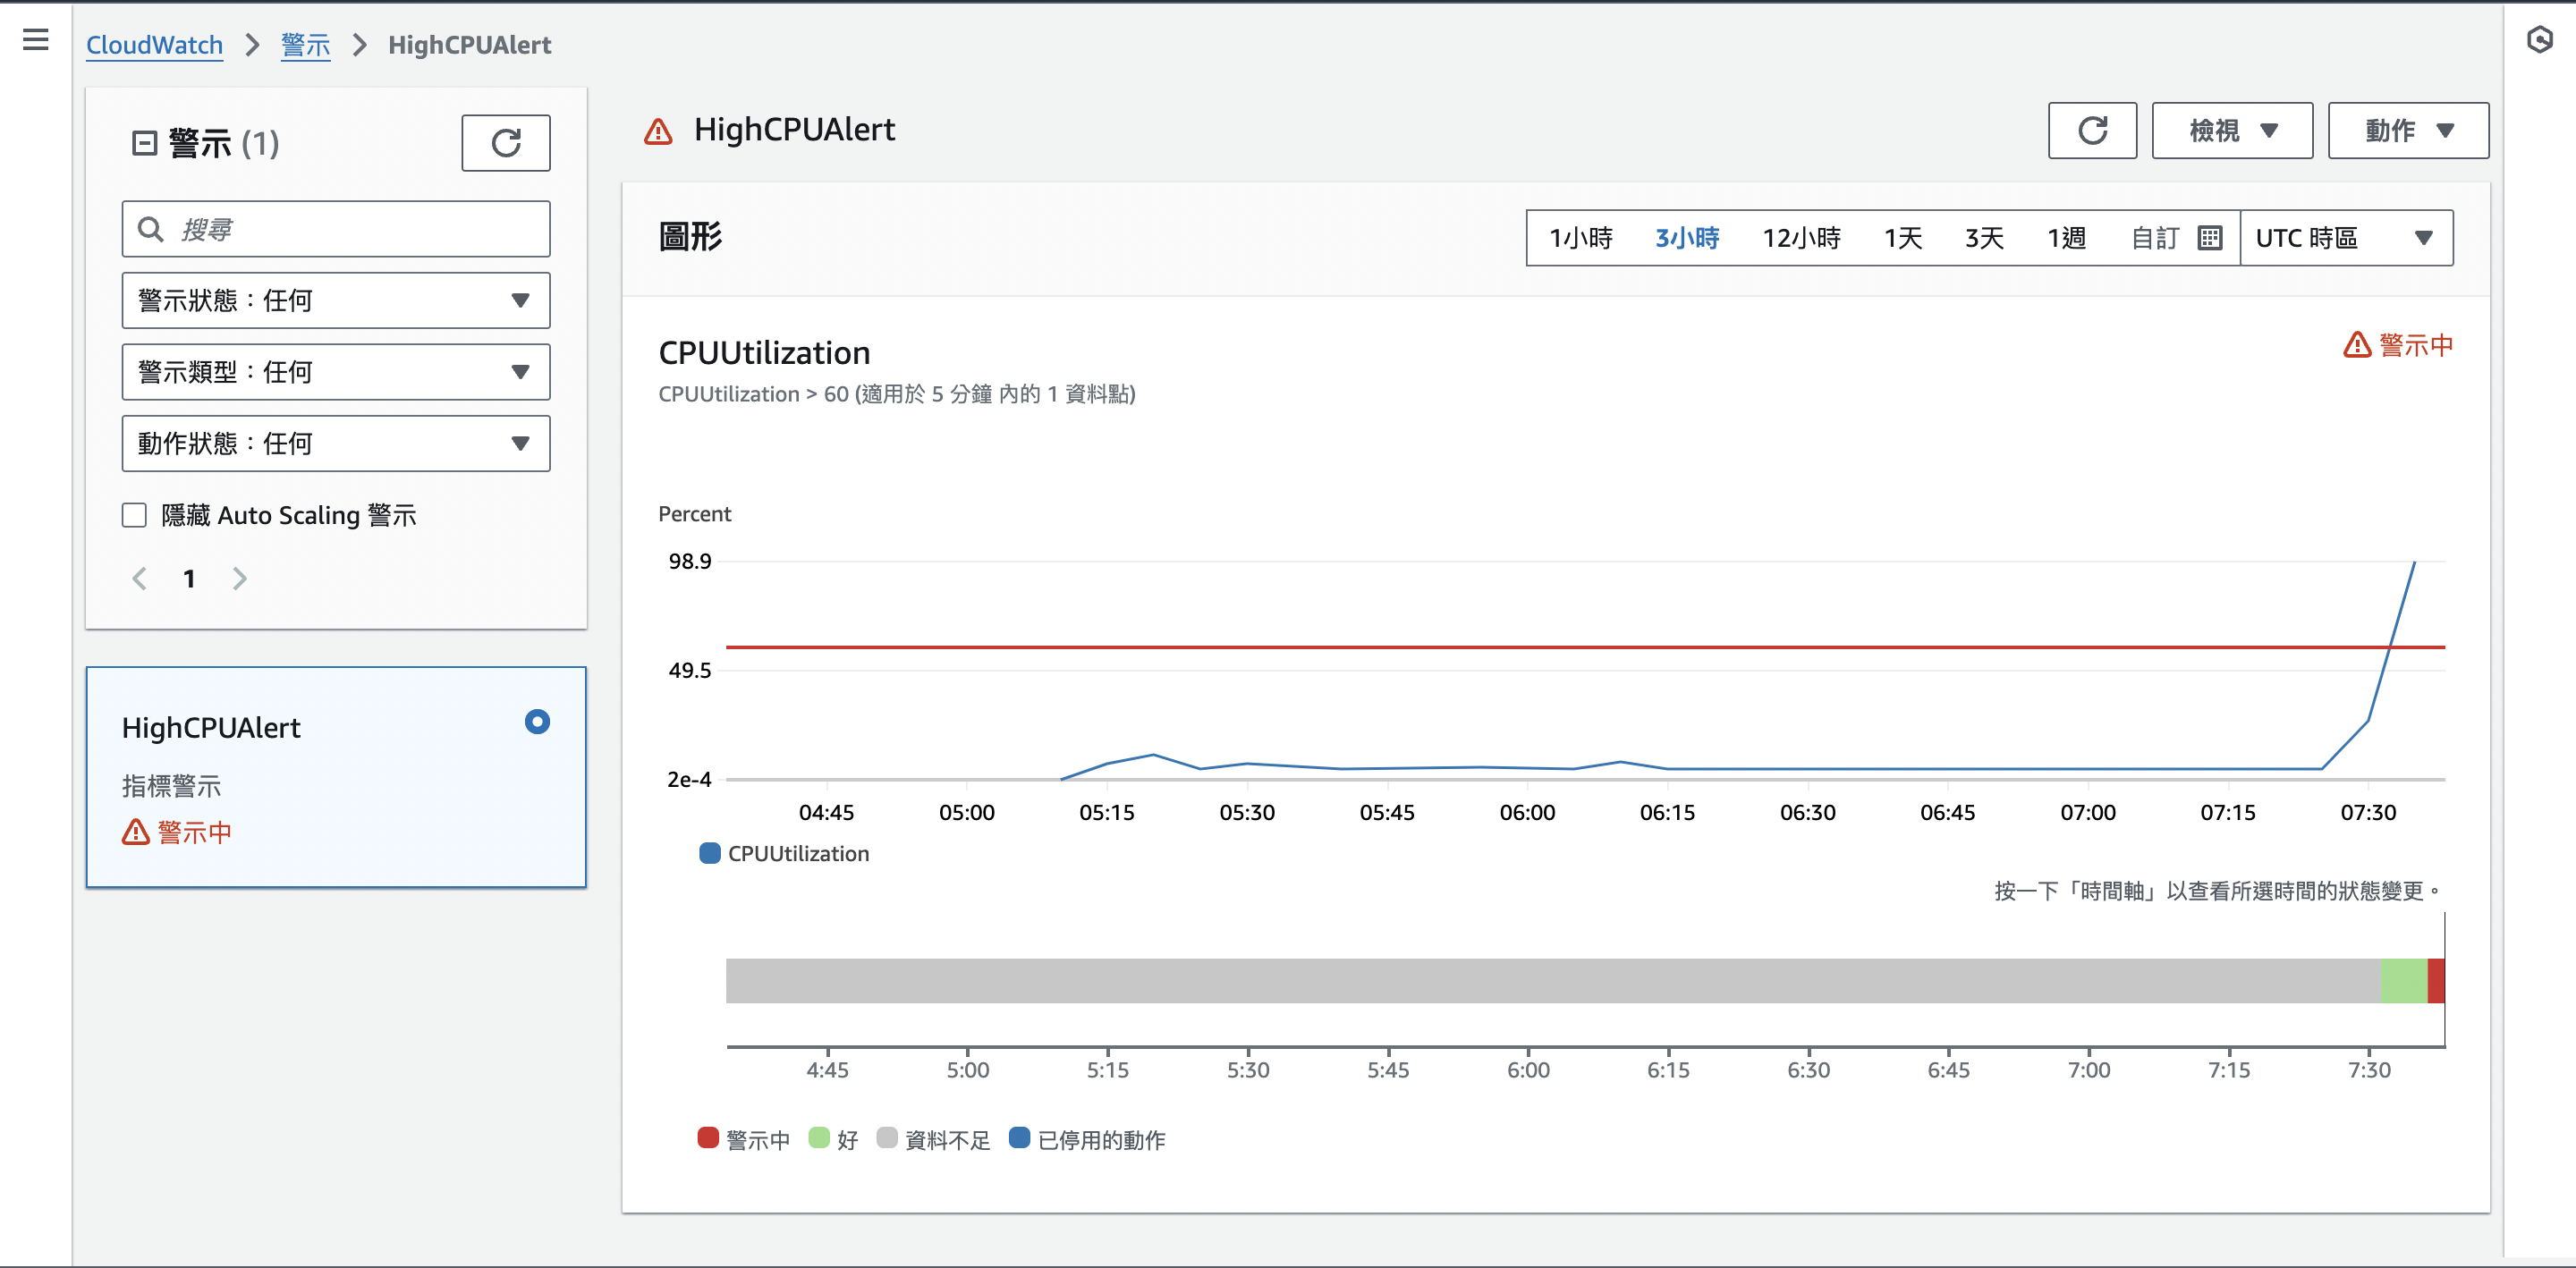 CloudWatch > 警示 > HighCPUAlert
警示 (1)
搜尋
警示狀態：任何
警示類型：任何
動作狀態：任何
隱藏 Auto Scaling 警示
1
HighCPUAlert
指標警示
警示中
HighCPUAlert
檢視
動作
圖形
1小時 3小時 12小時 1天 3天 1週 自訂 UTC 時區
CPUUtilization
警示中
CPUUtilization > 60 (適用於 5 分鐘 內的 1 資料點)
Percent
98.9
49.5
2e-4
04:45 05:00 05:15 05:30 05:45 06:00 06:15 06:30 06:45 07:00 07:15 07:30
CPUUtilization
按一下「時間軸」以查看所選時間的狀態變更。
4:45 5:00 5:15 5:30 5:45 6:00 6:15 6:30 6:45 7:00 7:15 7:30
警示中 好 資料不足 已停用的動作